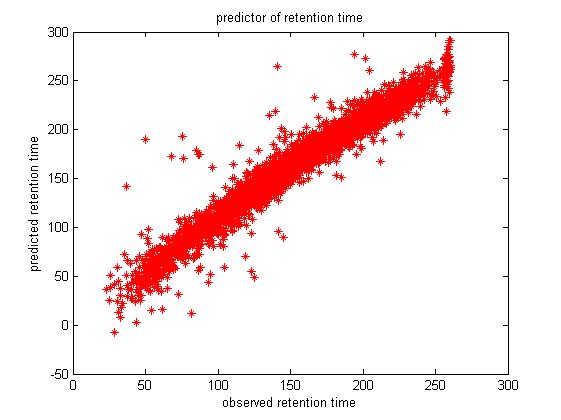 predictor of retention time
300
250
200
150
100
50
0
-50
predicted retention time
0 50 100 150 200 250 300
observed retention time